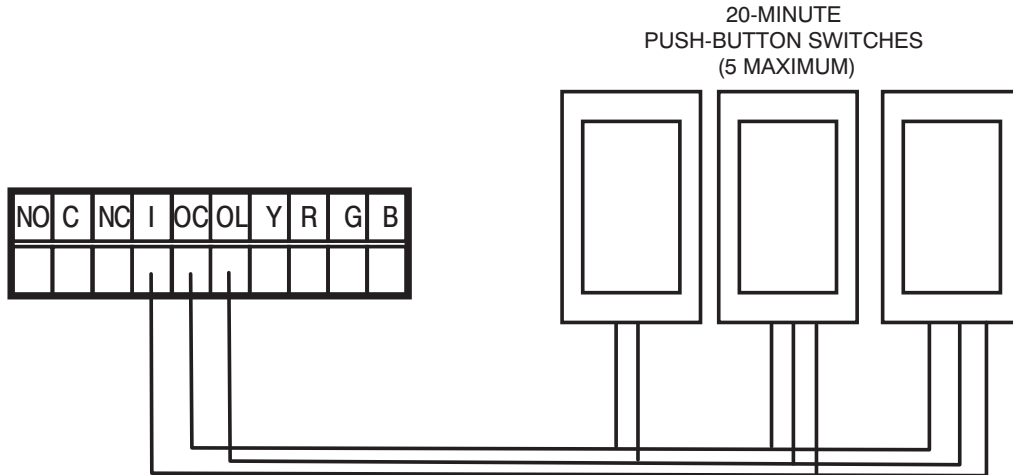 20-MINUTE
PUSH-BUTTON SWITCHES
(5 MAXIMUM)
NO C NC I OC OL Y R G B